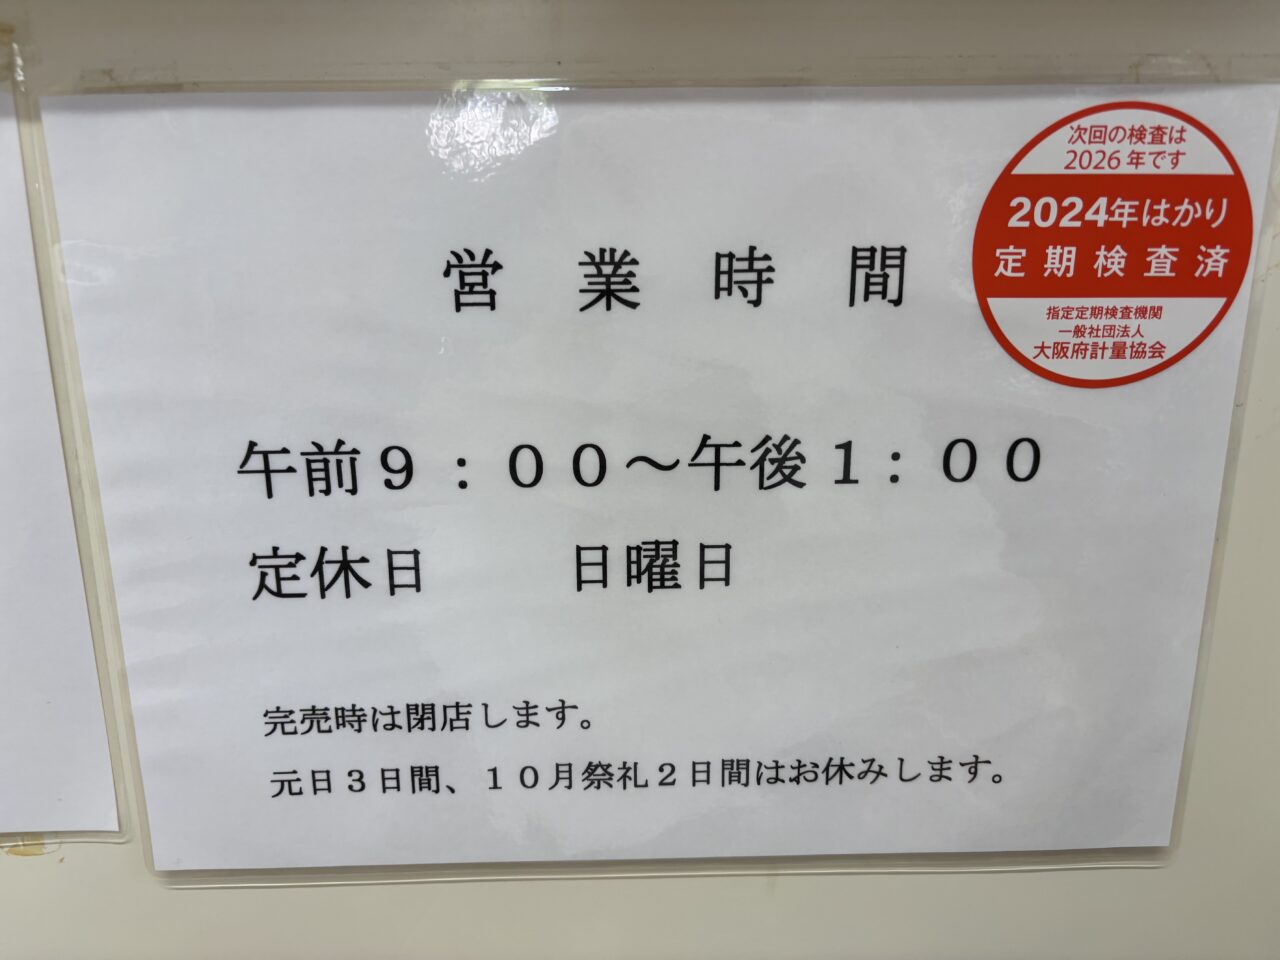 営業時間
午前9：00～午後1：00
定休日　日曜日
完売時は閉店します。
元日3日間、10月祭礼2日間はお休みします。
次回の検査は
2026年です
2024年はかり
定期検査済
指定定期検査機関
一般社団法人
大阪府計量協会